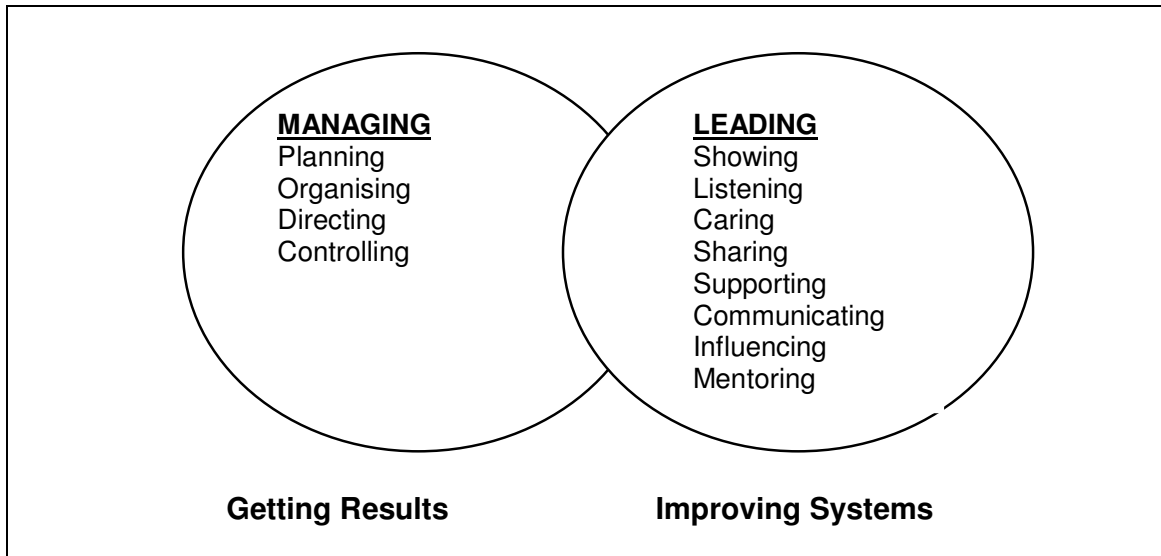 MANAGING
Planning
Organising
Directing
Controlling
LEADING
Showing
Listening
Caring
Sharing
Supporting
Communicating
Influencing
Mentoring
Getting Results
Improving Systems